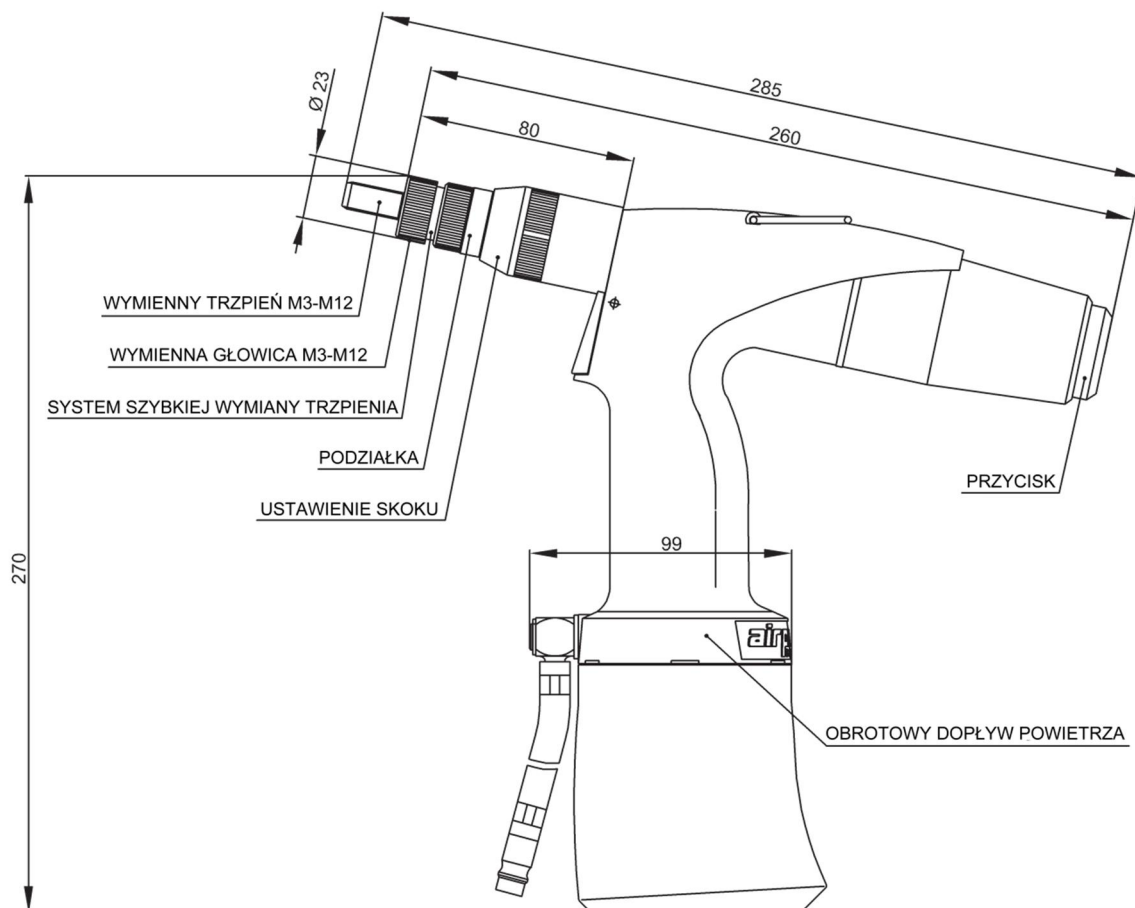 285
Ø 23
260
80
WYMIENNY TRZPIEŃ M3-M12
WYMIENNA GŁOWICA M3-M12
SYSTEM SZYBKIEJ WYMIANY TRZPIENIA
PODZIAŁKA
PRZYCISK
USTAWIENIE SKOKU
99
270
air
OBROTOWY DOPŁYW POWIETRZA